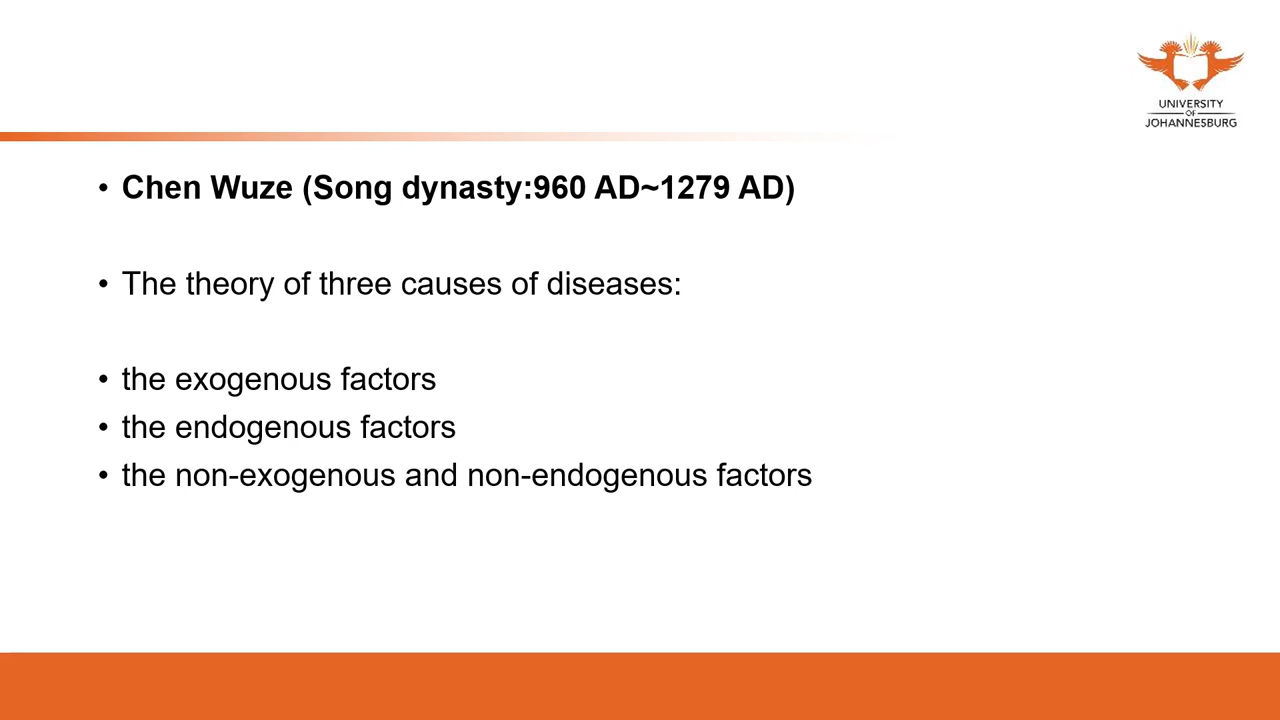 UNIVERSITY
OF
JOHANNESBURG
• Chen Wuze (Song dynasty:960 AD~1279 AD)
• The theory of three causes of diseases:
• the exogenous factors
• the endogenous factors
• the non-exogenous and non-endogenous factors